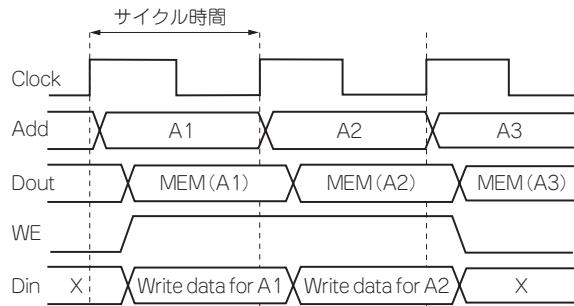 サイクル時間
Clock
Add A1 A2 A3
Dout MEM(A1) MEM(A2) MEM(A3)
WE
Din X Write data for A1 Write data for A2 X